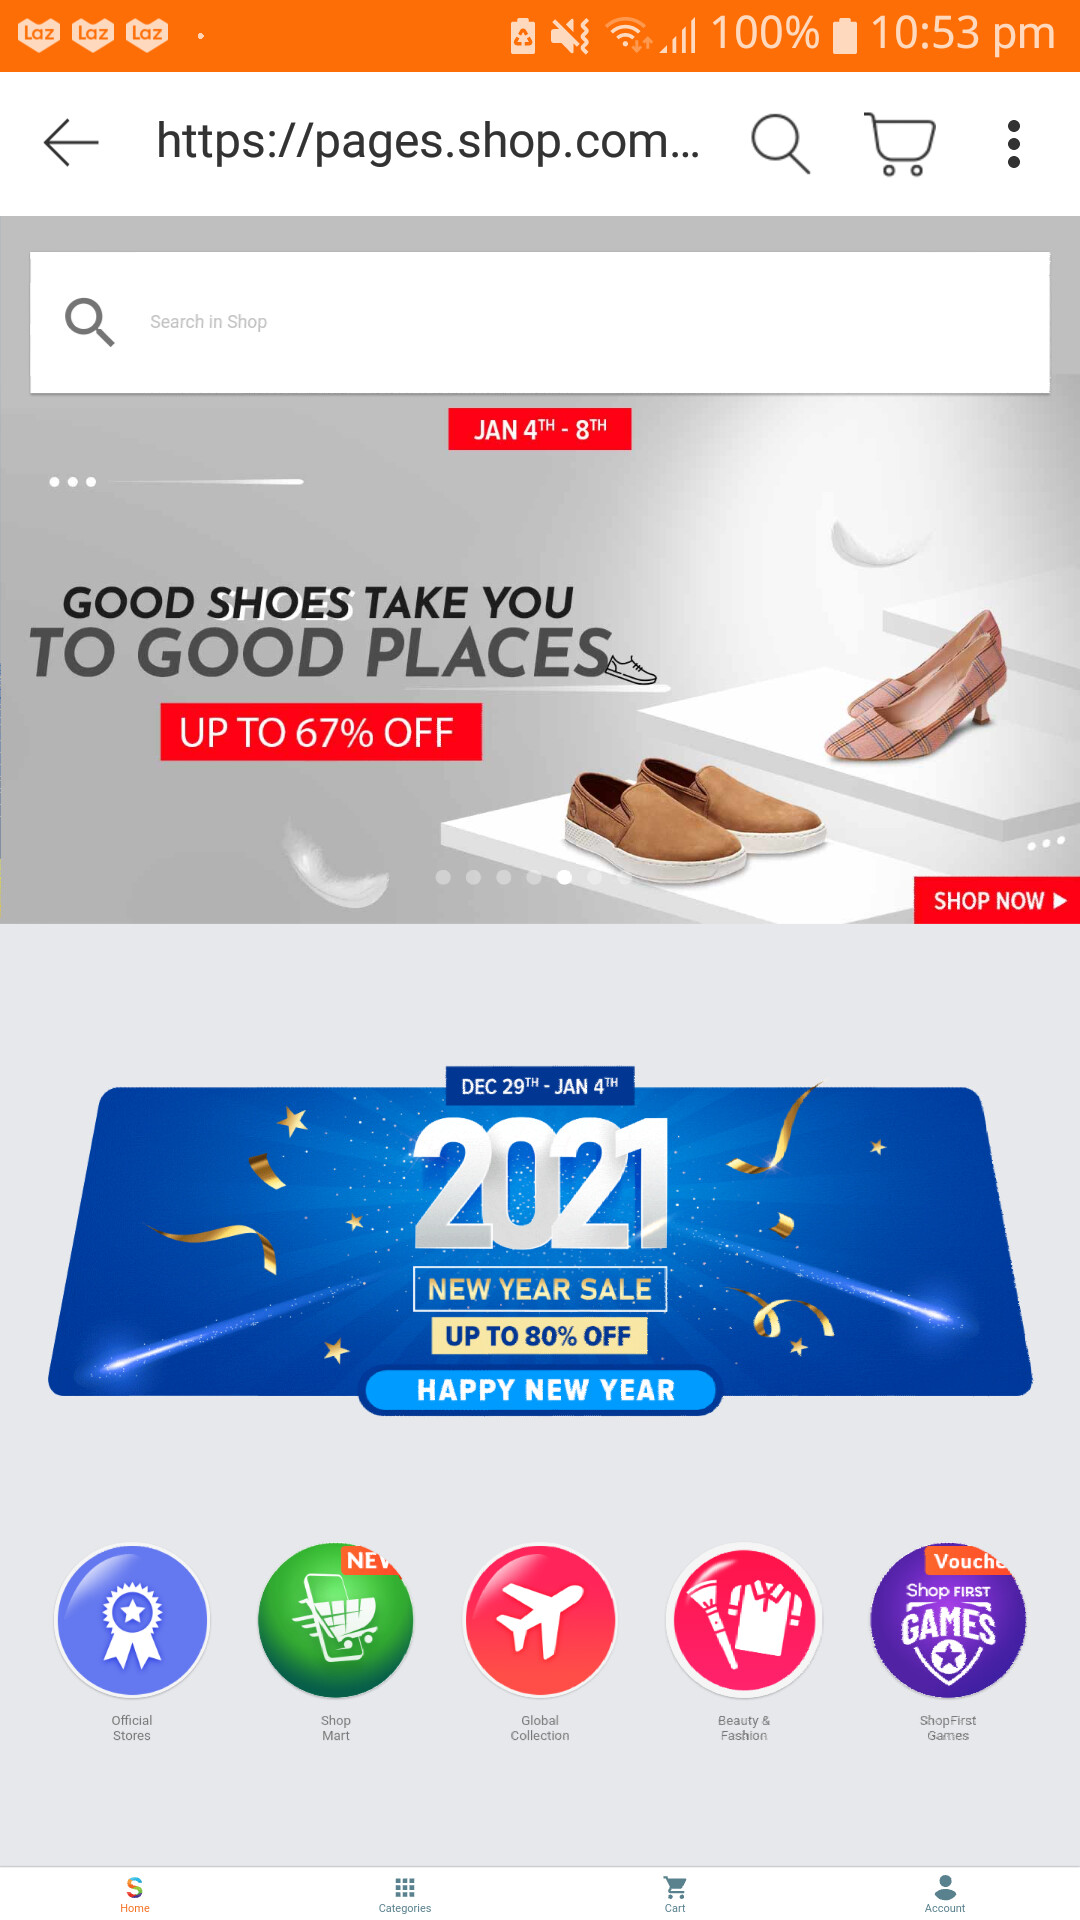 Laz Laz Laz
100% 10:53 pm
https://pages.shop.com...
Search in Shop
JAN 4TH - 8TH
GOOD SHOES TAKE YOU
TO GOOD PLACES
UP TO 67% OFF
SHOP NOW
DEC 29TH - JAN 4TH
2021
NEW YEAR SALE
UP TO 80% OFF
HAPPY NEW YEAR
NEW
Vouche
Shop FIRST
GAMES
Official
Stores
Shop
Mart
Global
Collection
Beauty &
Fashion
ShopFirst
Games
S
Home
Categories
Cart
Account